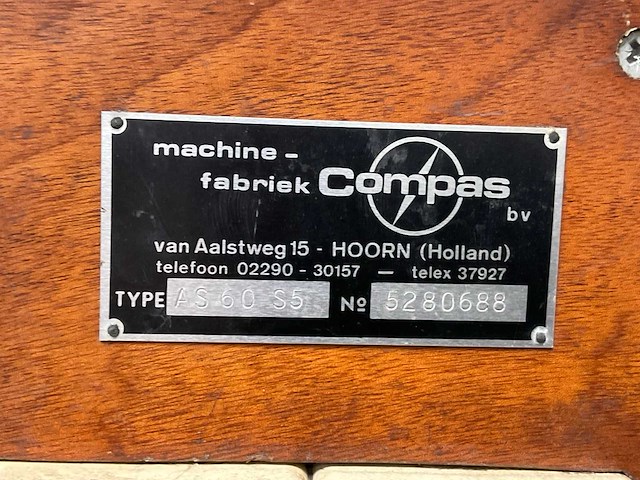 machine-
fabriek Compas
bv
van Aalstweg 15 - HOORN (Holland)
telefoon 02290 - 30157 — telex 37927
TYPE AS 60 S5 № 5280688